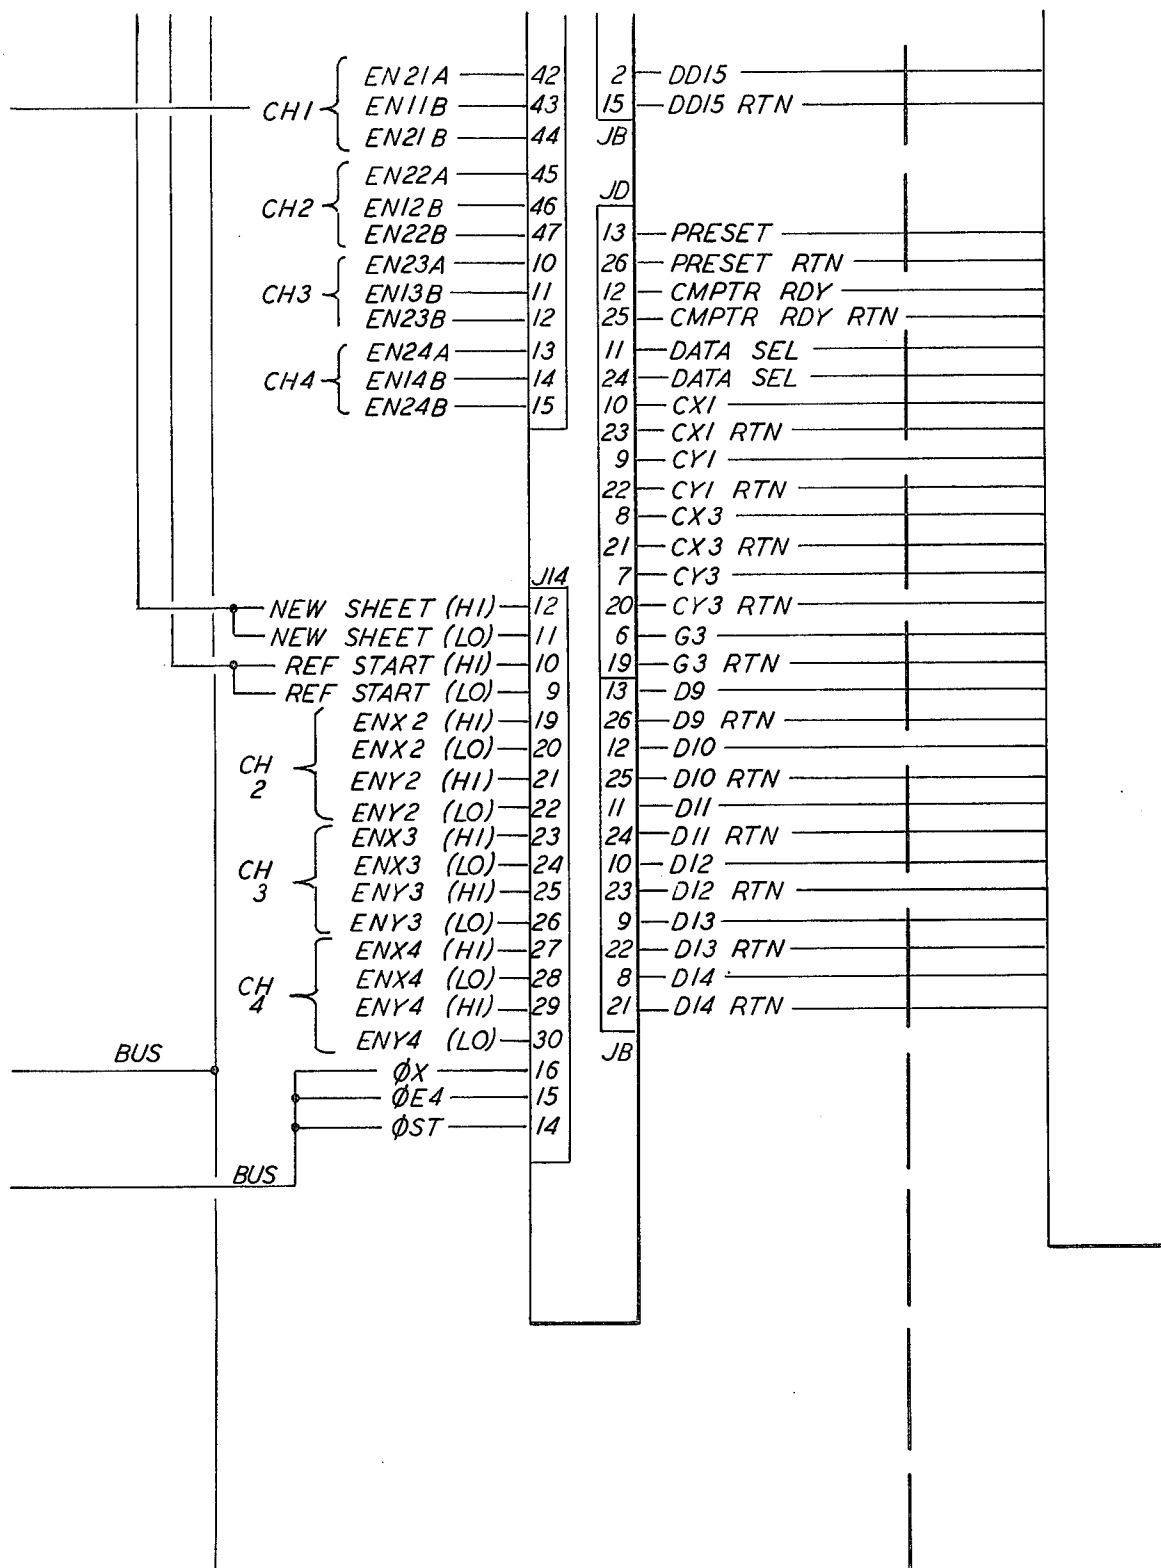 CH1
EN21A 42
EN11B 43
EN21B 44
CH2
EN22A 45
EN12B 46
EN22B 47
CH3
EN23A 10
EN13B 11
EN23B 12
CH4
EN24A 13
EN14B 14
EN24B 15
J14
NEW SHEET (HI) 12
NEW SHEET (LO) 11
REF START (HI) 10
REF START (LO) 9
CH
2
ENX2 (HI) 19
ENX2 (LO) 20
ENY2 (HI) 21
ENY2 (LO) 22
CH
3
ENX3 (HI) 23
ENX3 (LO) 24
ENY3 (HI) 25
ENY3 (LO) 26
CH
4
ENX4 (HI) 27
ENX4 (LO) 28
ENY4 (HI) 29
ENY4 (LO) 30
BUS
ØX 16
ØE4 15
ØST 14
BUS
2 DD15
15 DD15 RTN
JB
JD
13 PRESET
26 PRESET RTN
12 CMPTR RDY
25 CMPTR RDY RTN
11 DATA SEL
24 DATA SEL
10 CX1
23 CX1 RTN
9 CY1
22 CY1 RTN
8 CX3
21 CX3 RTN
7 CY3
20 CY3 RTN
6 G3
19 G3 RTN
13 D9
26 D9 RTN
12 D10
25 D10 RTN
11 D11
24 D11 RTN
10 D12
23 D12 RTN
9 D13
22 D13 RTN
8 D14
21 D14 RTN
JB